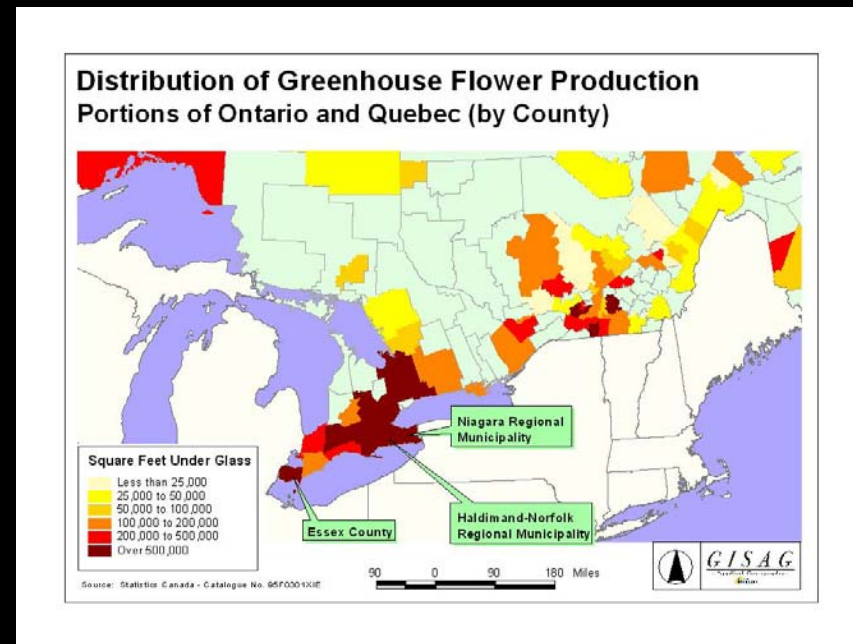 Distribution of Greenhouse Flower Production
Portions of Ontario and Quebec (by County)
Niagara Regional
Municipality
Square Feet Under Glass
Less than 25,000
25,000 to 50,000
50,000 to 100,000
100,000 to 200,000
200,000 to 500,000
Over 500,000
Essex County
Haldimand-Norfolk
Regional Municipality
Source: Statistics Canada - Catalogue No. 95F0301XIE
90 0 90 180 Miles
GISAG